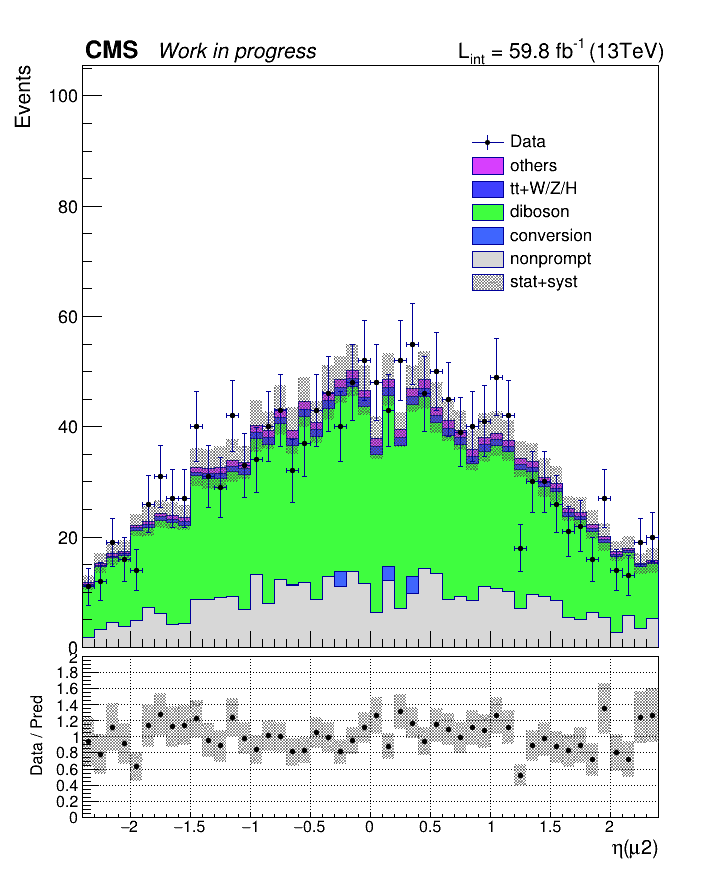 CMS Work in progress L_int = 59.8 fb^-1 (13TeV)
Events
100
80
60
40
20
0
Data
others
tt+W/Z/H
diboson
conversion
nonprompt
stat+syst
Data / Pred
2
1.8
1.6
1.4
1.2
1
0.8
0.6
0.4
0.2
0
−2 −1.5 −1 −0.5 0 0.5 1 1.5 2
η(μ2)